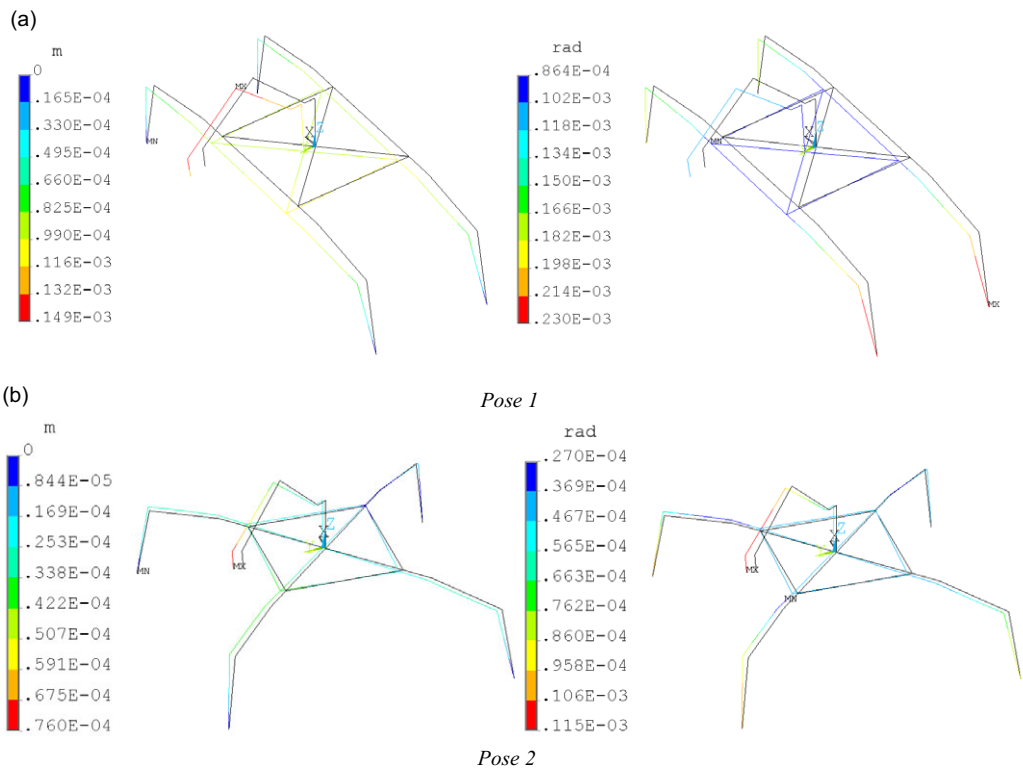 (a)
m
0
.165E-04
.330E-04
.495E-04
.660E-04
.825E-04
.990E-04
.116E-03
.132E-03
.149E-03
MX
MN
X
Z
rad
.864E-04
.102E-03
.118E-03
.134E-03
.150E-03
.166E-03
.182E-03
.198E-03
.214E-03
.230E-03
MN
X
Z
MX
Pose 1
(b)
m
0
.844E-05
.169E-04
.253E-04
.338E-04
.422E-04
.507E-04
.591E-04
.675E-04
.760E-04
MN
MX
Z
rad
.270E-04
.369E-04
.467E-04
.565E-04
.663E-04
.762E-04
.860E-04
.958E-04
.106E-03
.115E-03
MX
MN
Z
Pose 2